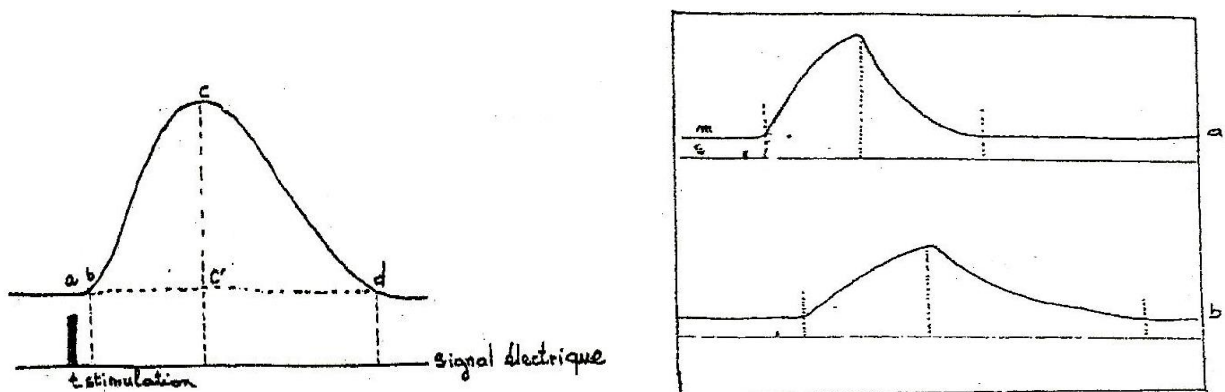 c
a b
c'
d
signal électrique
t stimulation
m
a
b